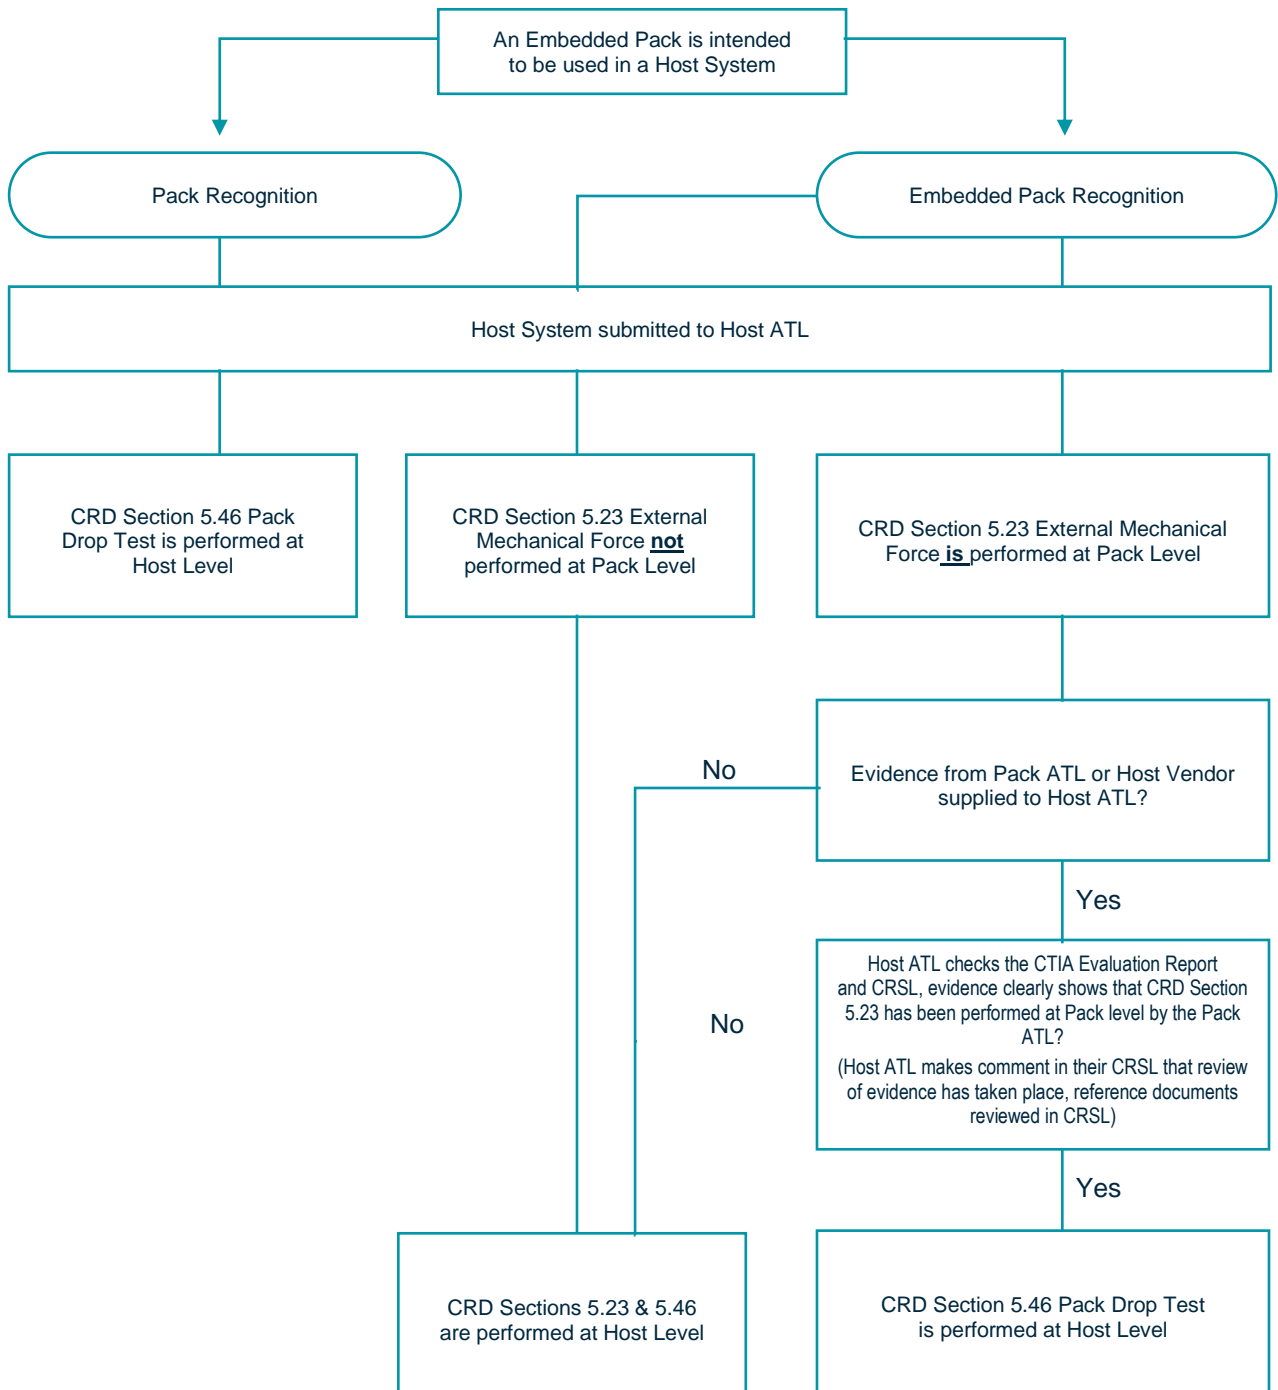 An Embedded Pack is intended
to be used in a Host System
Pack Recognition
Embedded Pack Recognition
Host System submitted to Host ATL
CRD Section 5.46 Pack
Drop Test is performed at
Host Level
CRD Section 5.23 External
Mechanical Force not
performed at Pack Level
CRD Section 5.23 External Mechanical
Force is performed at Pack Level
No
Evidence from Pack ATL or Host Vendor
supplied to Host ATL?
Yes
No
Host ATL checks the CTIA Evaluation Report
and CRSL, evidence clearly shows that CRD Section
5.23 has been performed at Pack level by the Pack
ATL?
(Host ATL makes comment in their CRSL that review
of evidence has taken place, reference documents
reviewed in CRSL)
Yes
CRD Sections 5.23 & 5.46
are performed at Host Level
CRD Section 5.46 Pack Drop Test
is performed at Host Level